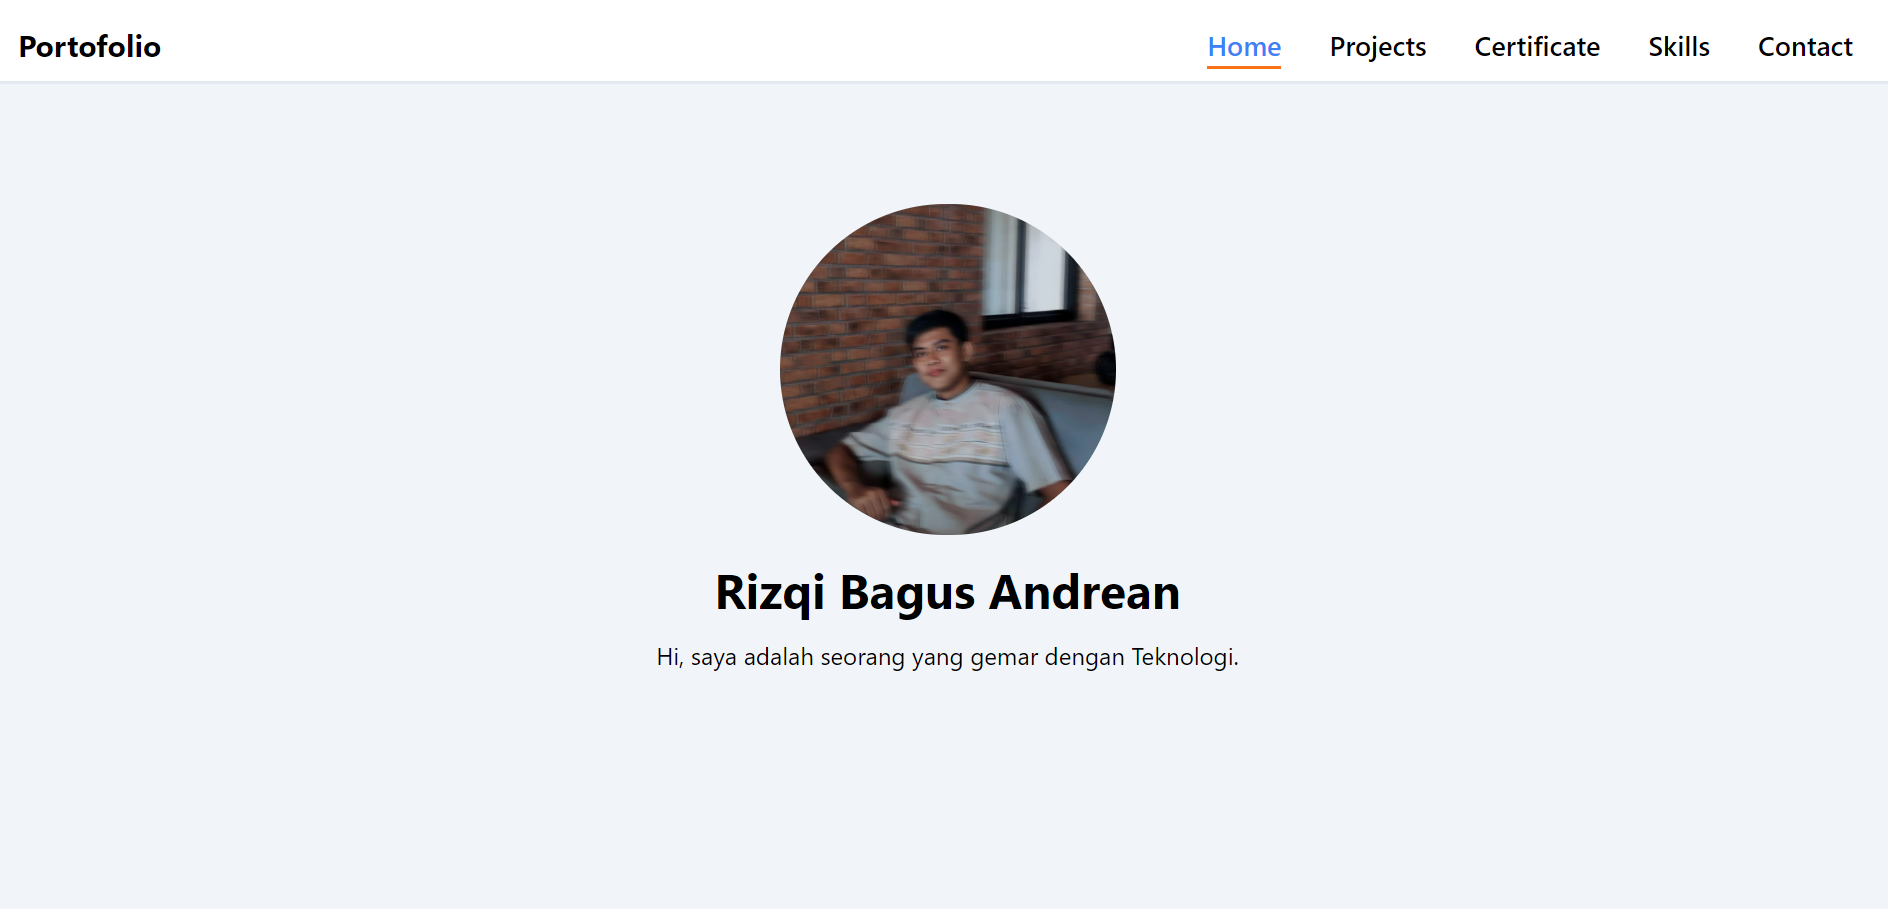 Portofolio
Home Projects Certificate Skills Contact
Rizqi Bagus Andrean
Hi, saya adalah seorang yang gemar dengan Teknologi.